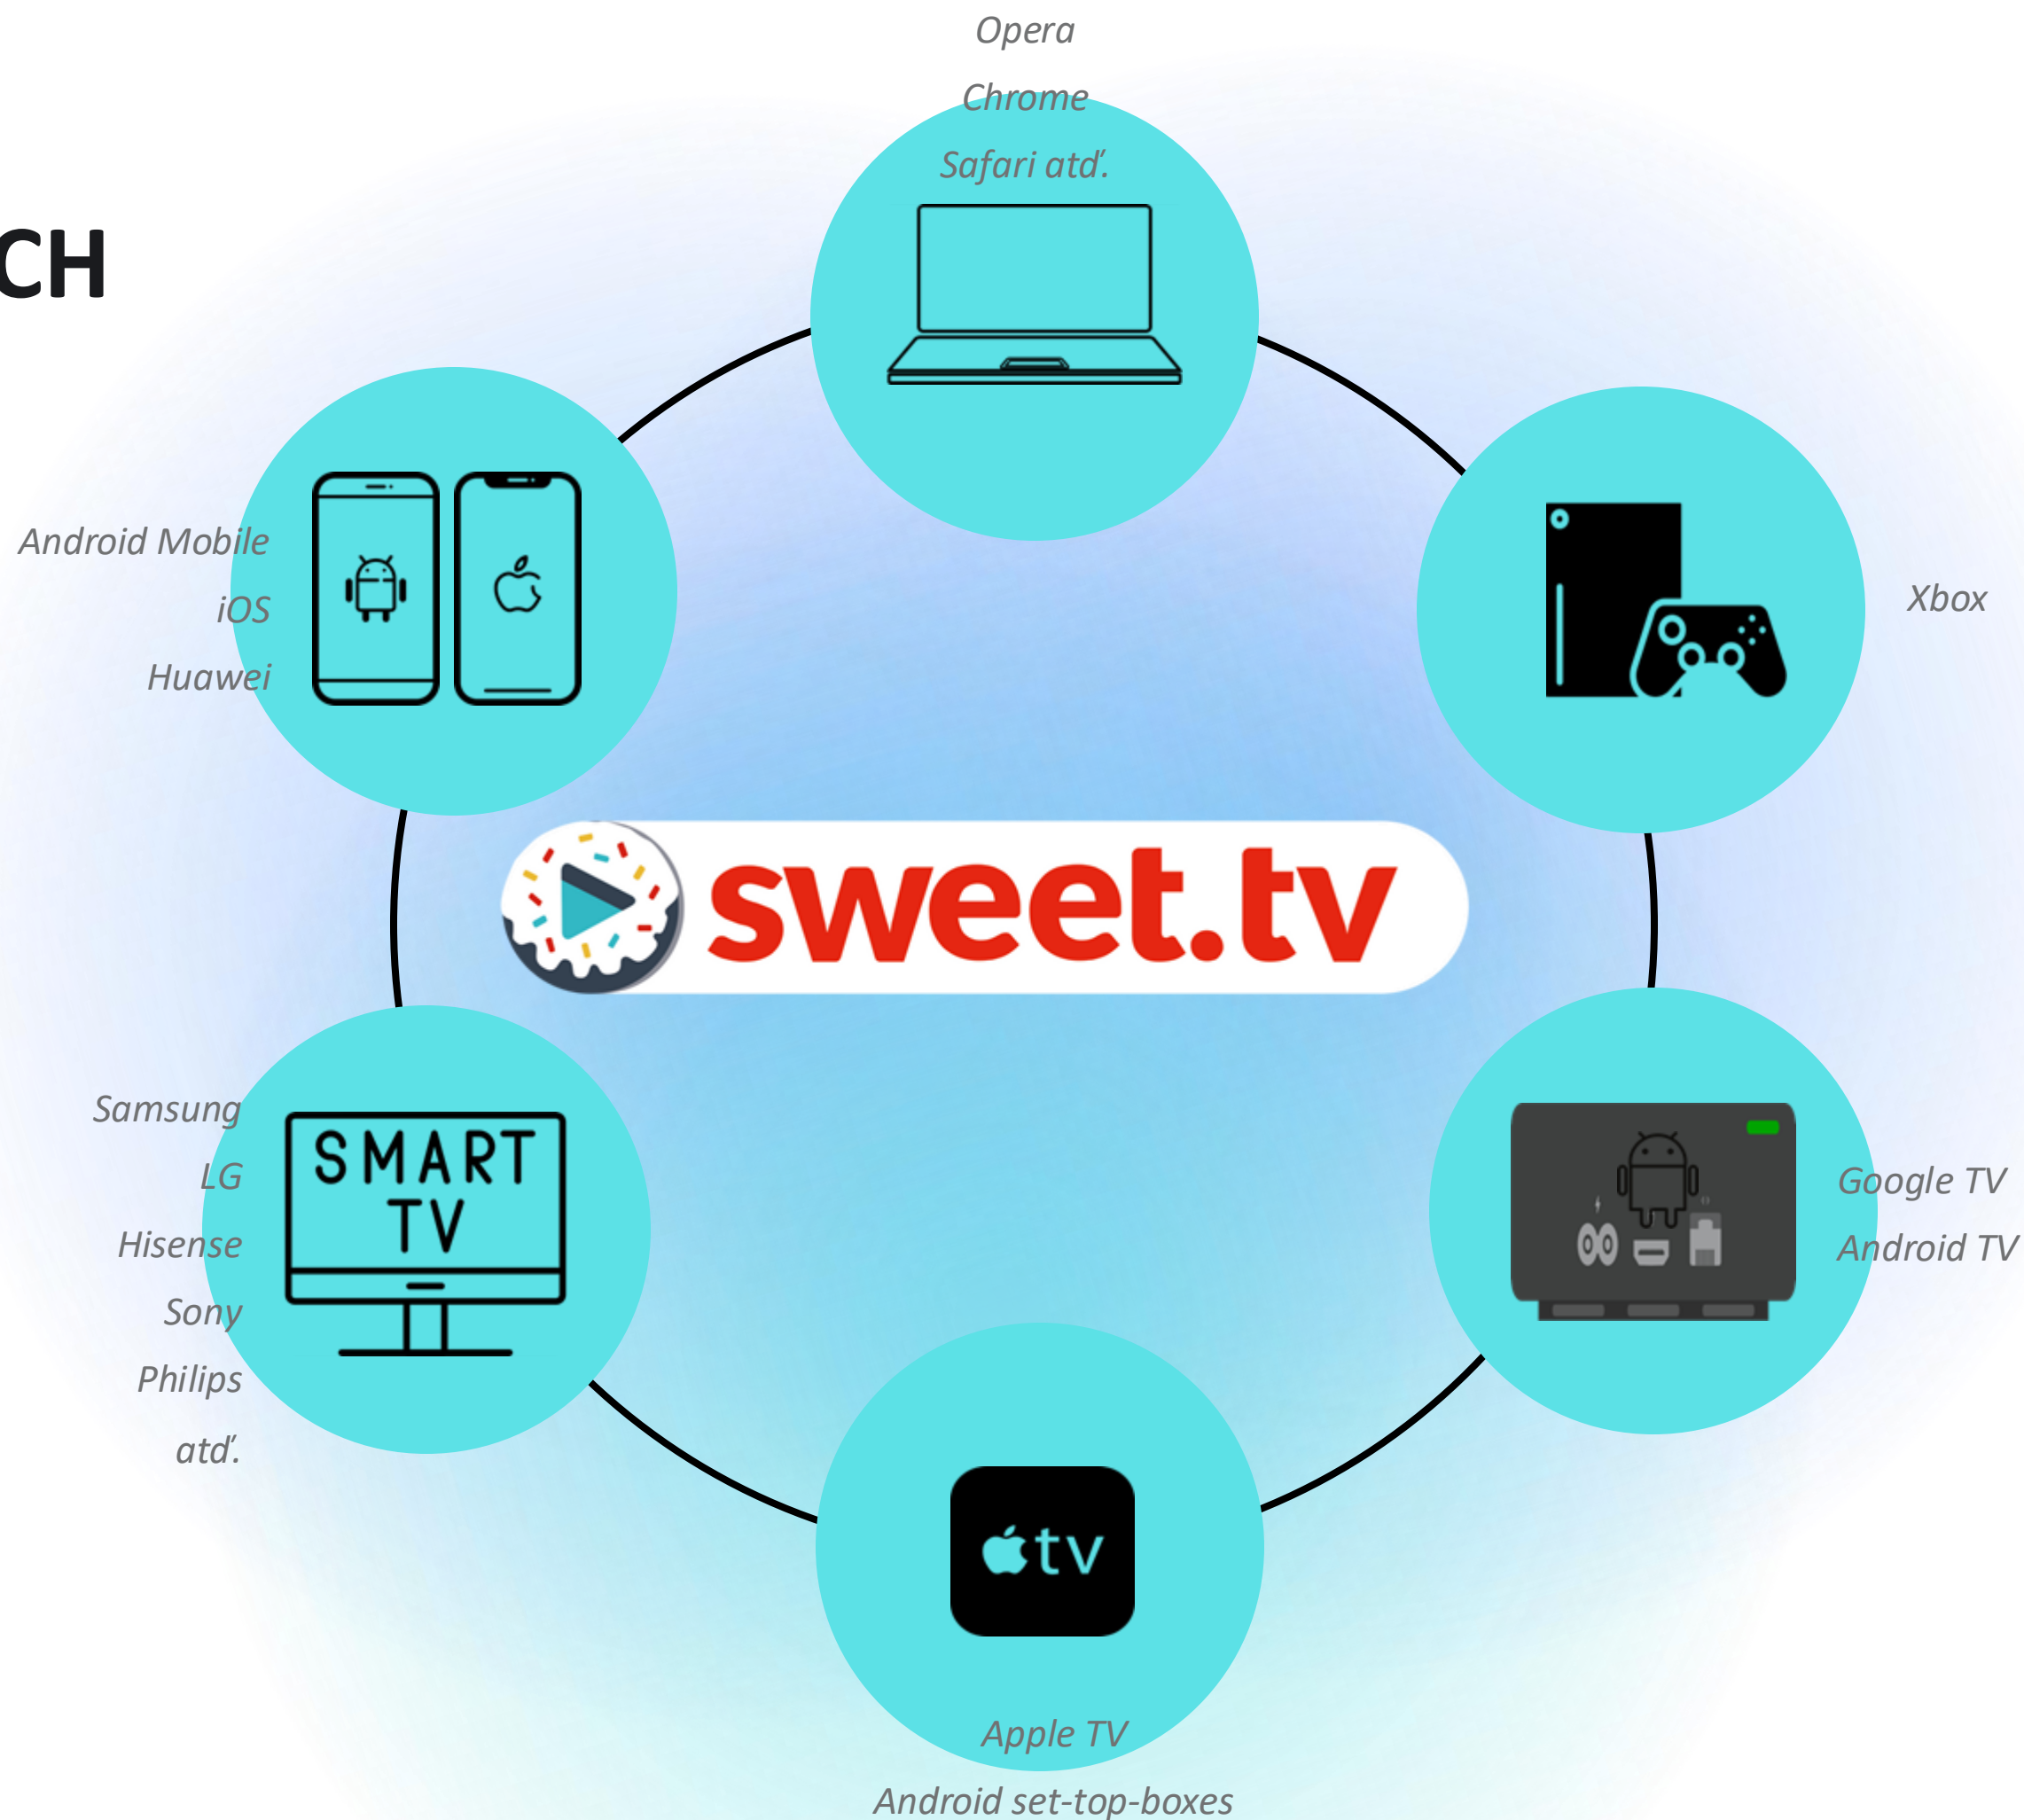 Opera
Chrome
Safari atď.
CH
Android Mobile
iOS
Huawei
Xbox
sweet.tv
Samsung
LG
Hisense
Sony
Philips
atď.
SMART
TV
Google TV
Android TV
tv
Apple TV
Android set-top-boxes